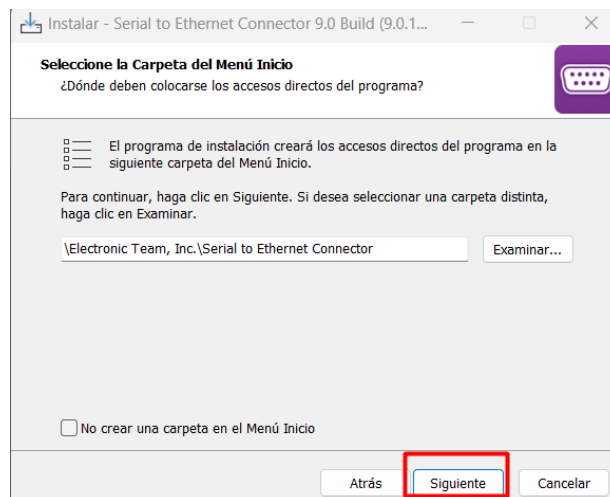 Instalar - Serial to Ethernet Connector 9.0 Build (9.0.1...
Seleccione la Carpeta del Menú Inicio
¿Dónde deben colocarse los accesos directos del programa?
El programa de instalación creará los accesos directos del programa en la
siguiente carpeta del Menú Inicio.
Para continuar, haga clic en Siguiente. Si desea seleccionar una carpeta distinta,
haga clic en Examinar.
\Electronic Team, Inc.\Serial to Ethernet Connector
Examinar...
No crear una carpeta en el Menú Inicio
Atrás
Siguiente
Cancelar